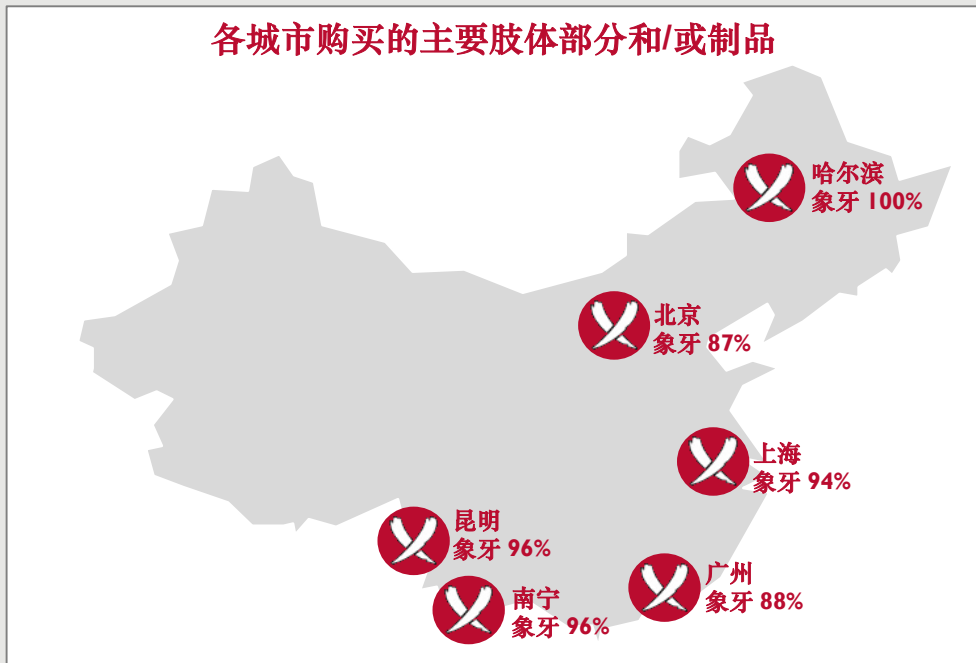 各城市购买的主要肢体部分和/或制品
哈尔滨
象牙 100%
北京
象牙 87%
上海
象牙 94%
昆明
象牙 96%
广州
象牙 88%
南宁
象牙 96%